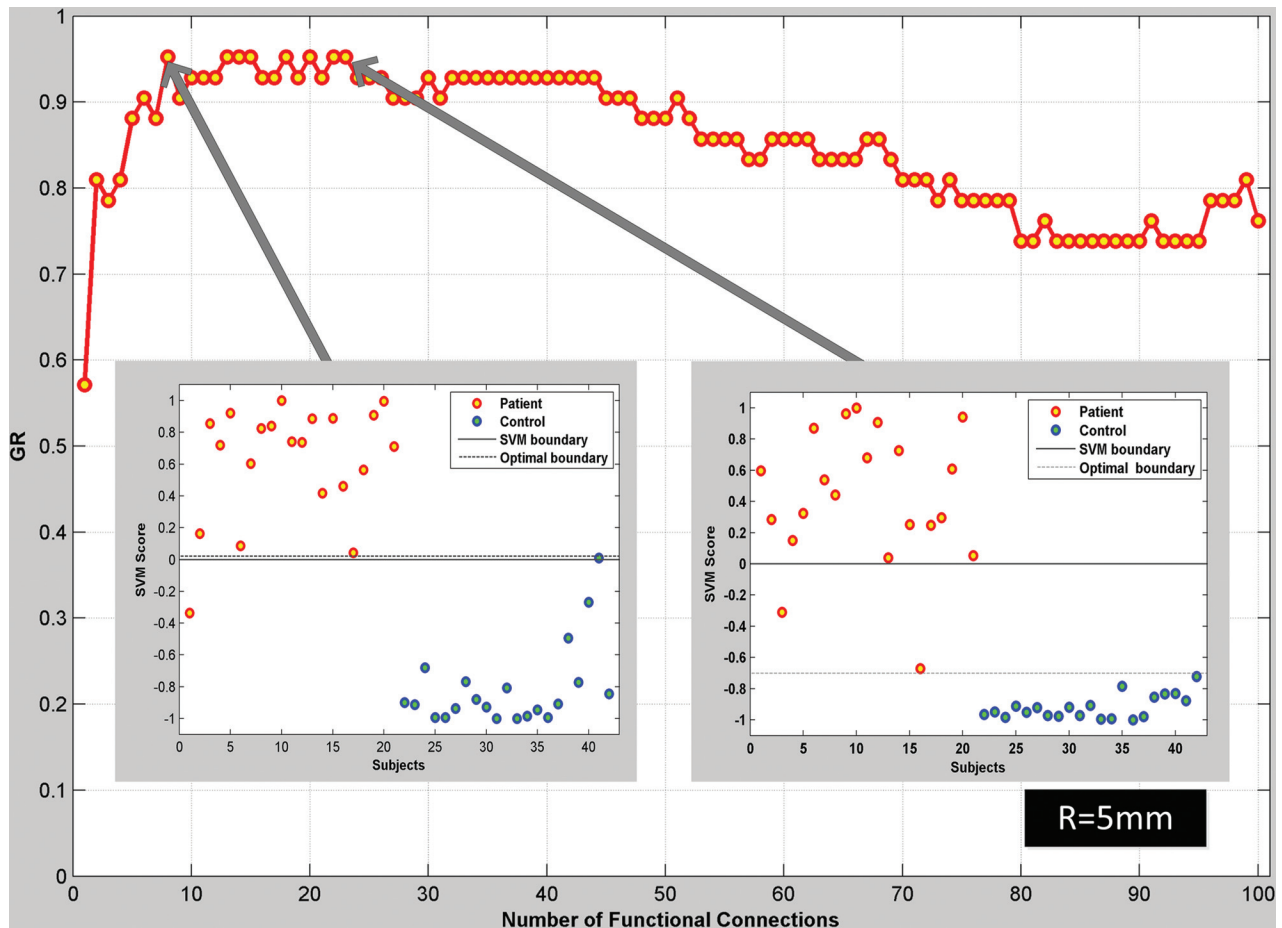 1
0.9
0.8
0.7
0.6
0.5
0.4
0.3
0.2
0.1
0
GR
0 10 20 30 40 50 60 70 80 90 100
Number of Functional Connections
1
0.8
0.6
0.4
0.2
0
-0.2
-0.4
-0.6
-0.8
-1
SVM Score
0 5 10 15 20 25 30 35 40
Subjects
Patient
Control
SVM boundary
Optimal boundary
1
0.8
0.6
0.4
0.2
0
-0.2
-0.4
-0.6
-0.8
-1
SVM Score
0 5 10 15 20 25 30 35 40
Subjects
Patient
Control
SVM boundary
Optimal boundary
R=5mm